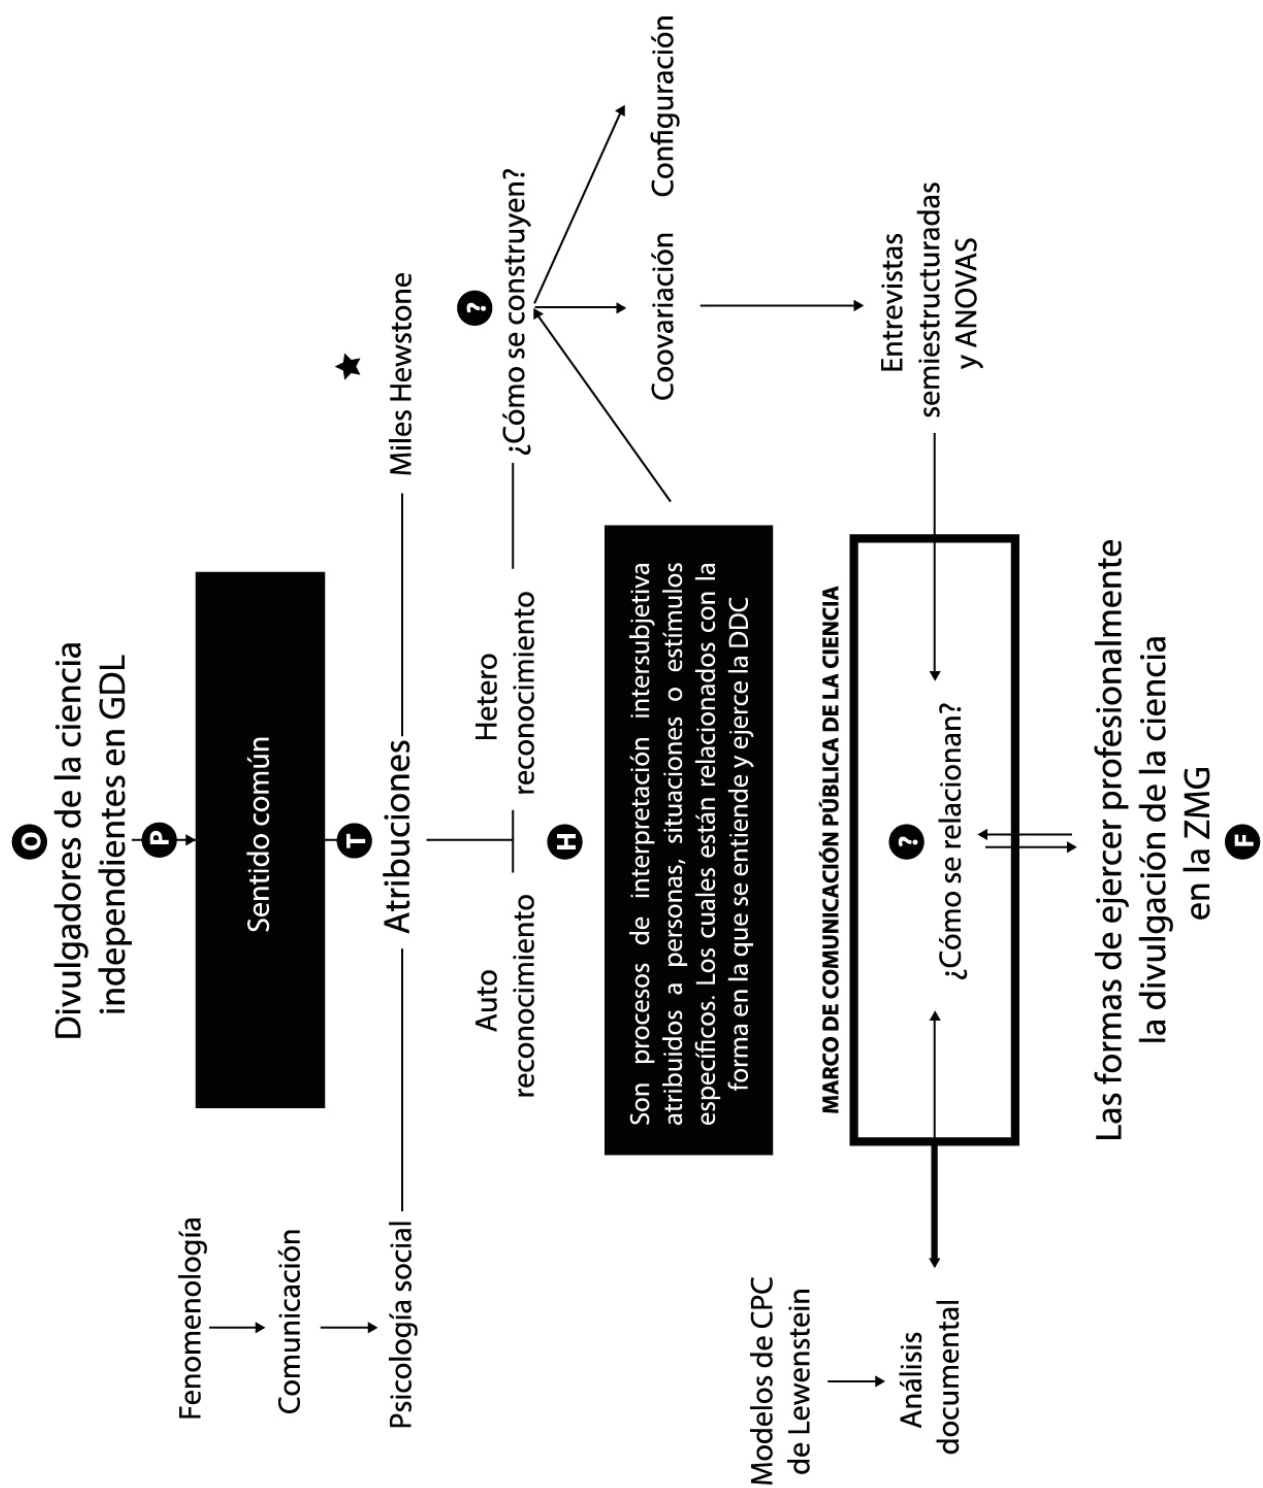 O
Divulgadores de la ciencia
independientes en GDL
P
Sentido común
Fenomenología
Comunicación
Psicología social
T
Atribuciones
Miles Hewstone
Auto
reconocimiento
Hetero
reconocimiento
?
¿Cómo se construyen?
H
Son procesos de interpretación intersubjetiva
atribuidos a personas, situaciones o estímulos
específicos. Los cuales están relacionados con la
forma en la que se entiende y ejerce la DDC
Coovariación
Configuración
MARCO DE COMUNICACIÓN PÚBLICA DE LA CIENCIA
Modelos de CPC
de Lewenstein
Análisis
documental
?
¿Cómo se relacionan?
Entrevistas
semiestructuradas
y ANOVAS
Las formas de ejercer profesionalmente
la divulgación de la ciencia
en la ZMG
F